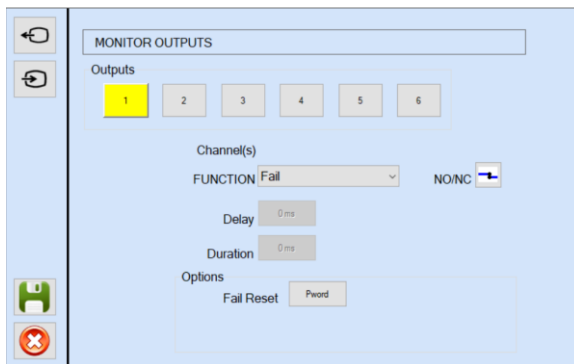 MONITOR OUTPUTS
Outputs
1 2 3 4 5 6
Channel(s)
FUNCTION Fail NO/NC
Delay 0 ms
Duration 0 ms
Options
Fail Reset Pword